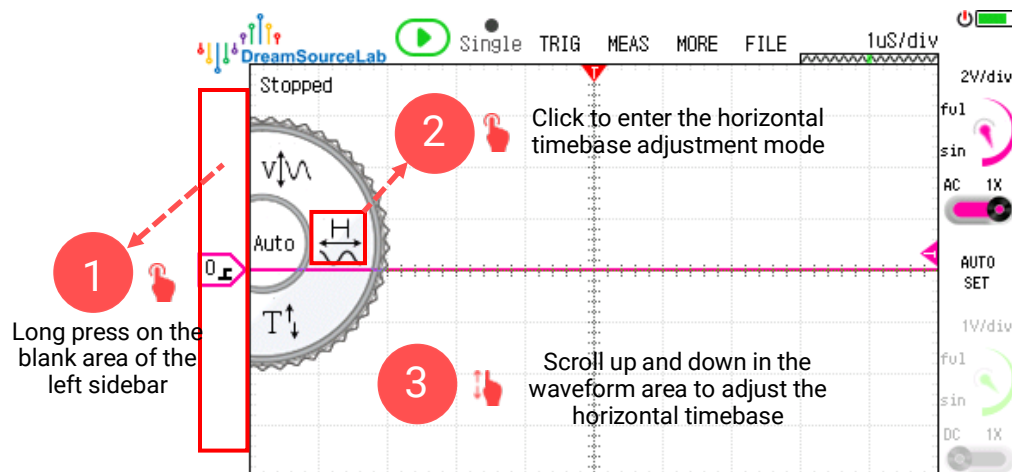 DreamSourceLab
Single TRIG MEAS MORE FILE
1uS/div
T
Stopped
2V/div
ful
sin
AC 1X
AUTO
SET
1V/div
ful
sin
DC 1X
V
H
Auto
T
0
T
1
Long press on the
blank area of the
left sidebar
2
Click to enter the horizontal
timebase adjustment mode
3
Scroll up and down in the
waveform area to adjust the
horizontal timebase